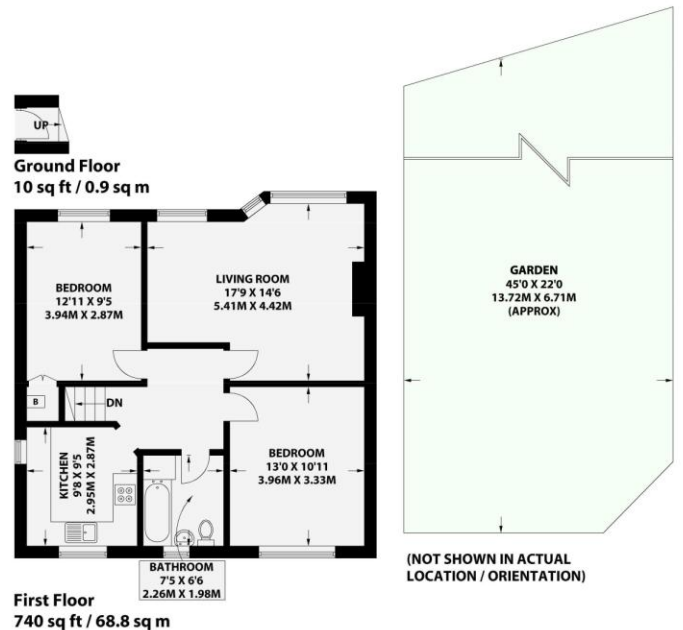 UP
Ground Floor
10 sq ft / 0.9 sq m
BEDROOM
12'11 X 9'5
3.94M X 2.87M
LIVING ROOM
17'9 X 14'6
5.41M X 4.42M
B
DN
KITCHEN
9'8 X 9'5
2.95M X 2.87M
BEDROOM
13'0 X 10'11
3.96M X 3.33M
BATHROOM
7'5 X 6'6
2.26M X 1.98M
First Floor
740 sq ft / 68.8 sq m
GARDEN
45'0 X 22'0
13.72M X 6.71M
(APPROX)
(NOT SHOWN IN ACTUAL
LOCATION / ORIENTATION)